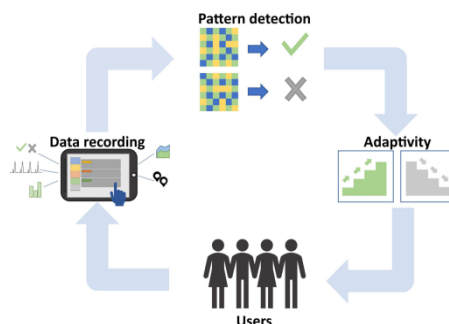 Pattern detection
Data recording
Adaptivity
Users